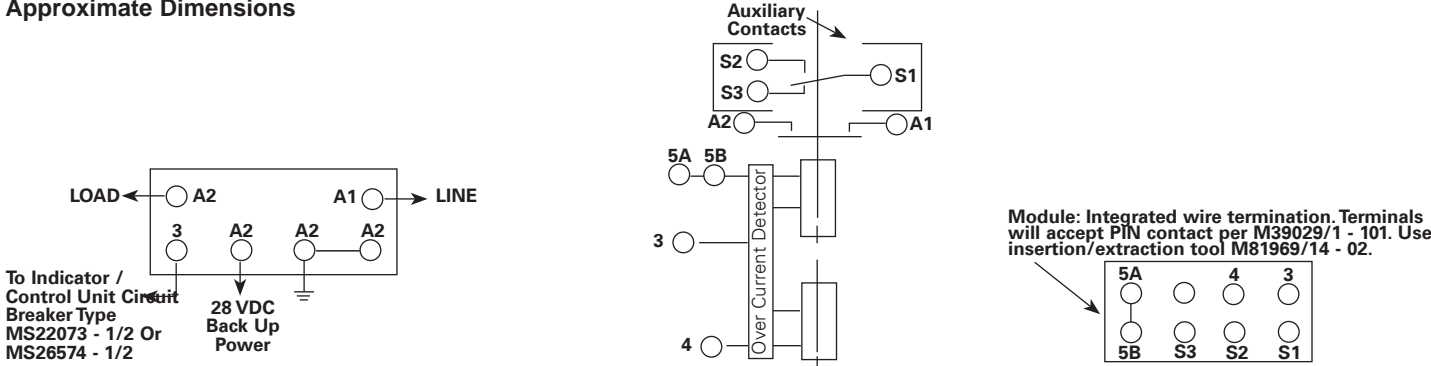 Approximate Dimensions
LOAD
A2
A1
LINE
3
A2
A2
A2
To Indicator /
Control Unit Circuit
Breaker Type
MS22073 - 1/2 Or
MS26574 - 1/2
28 VDC
Back Up
Power
Auxiliary
Contacts
S2
S1
S3
A2
A1
5A 5B
Over Current Detector
3
4
Module: Integrated wire termination. Terminals
will accept PIN contact per M39029/1 - 101. Use
insertion/extraction tool M81969/14 - 02.
5A
4
3
5B
S3
S2
S1